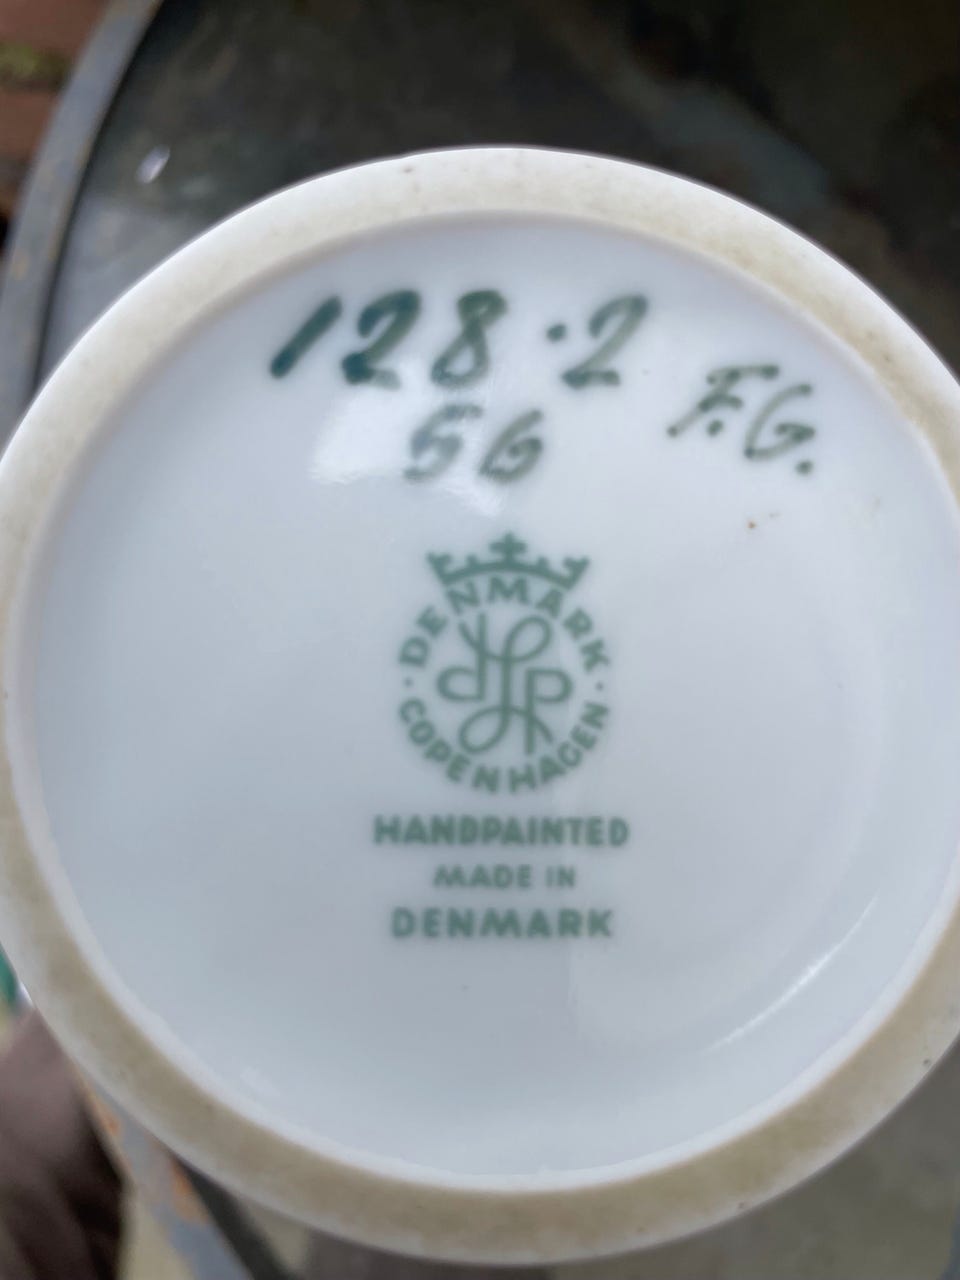 128·2
56
F.G.
DENMARK
COPENHAGEN
HANDPAINTED
MADE IN
DENMARK